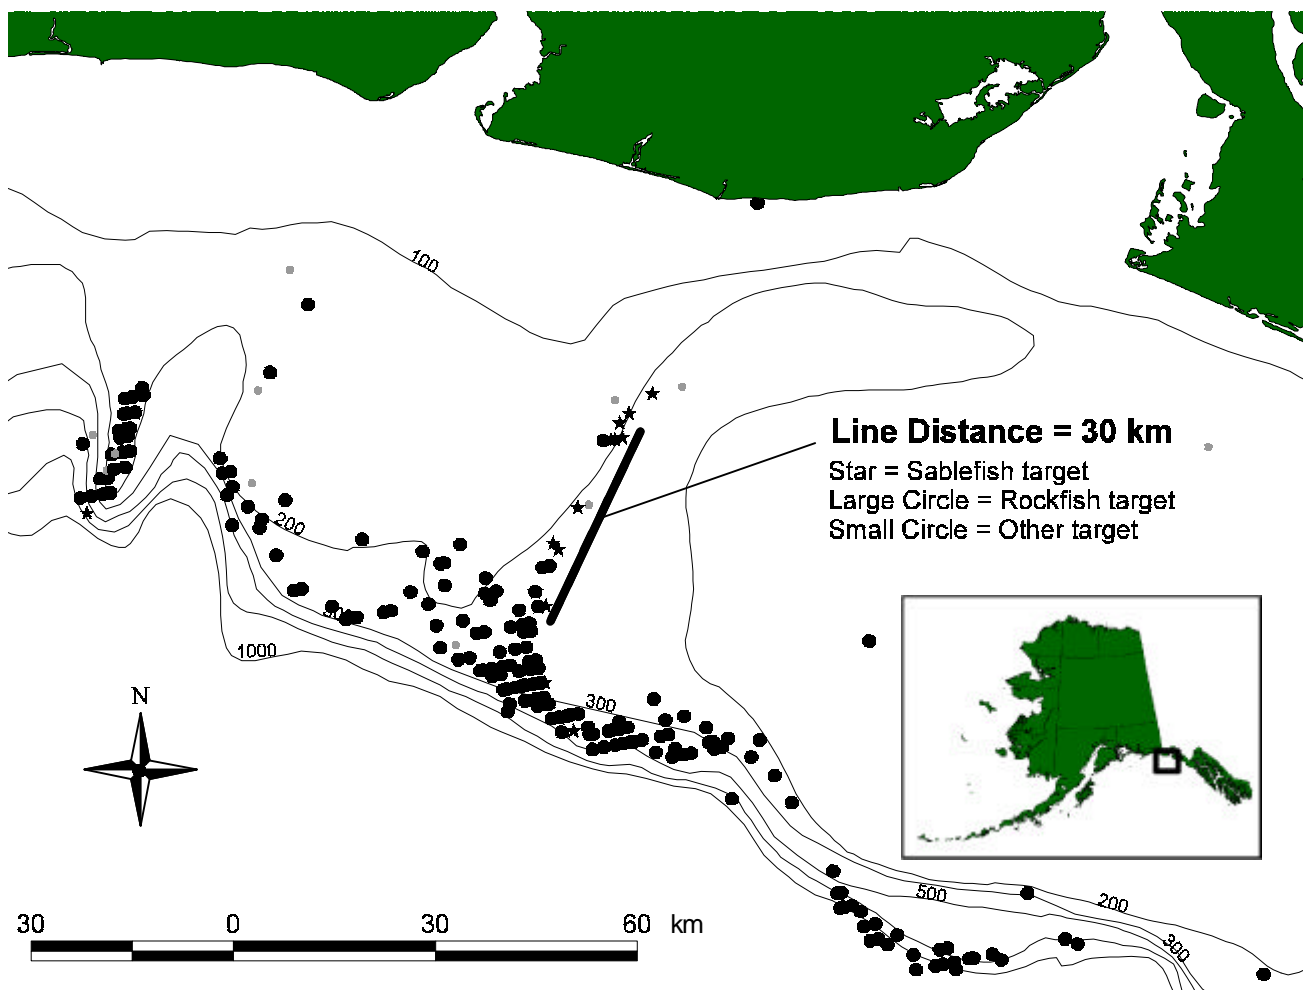 100
Line Distance = 30 km
Star = Sablefish target
Large Circle = Rockfish target
Small Circle = Other target
200
300
1000
N
300
500
200
300
30 0 30 60 km